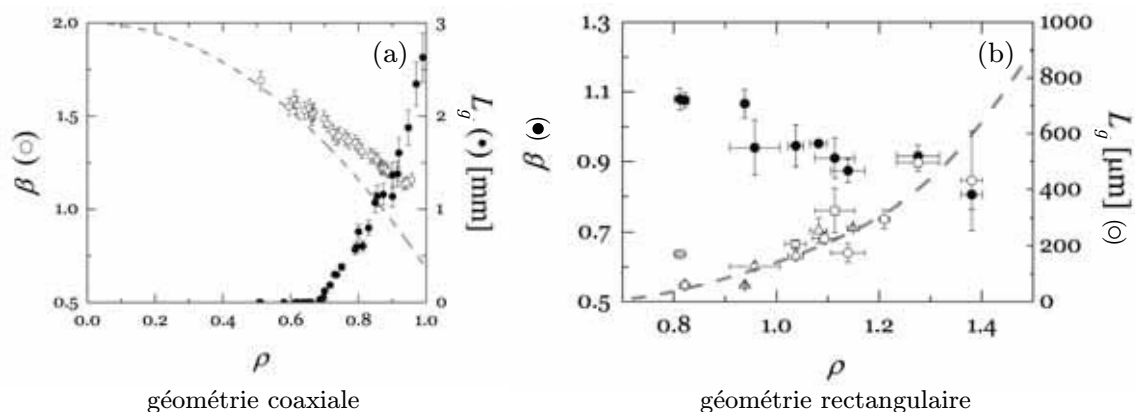 2.0
1.5
1.0
0.5
0.0 0.2 0.4 0.6 0.8 1.0
3
2
1
0
(a)
β (○)
L_g (•) [mm]
ρ
géométrie coaxiale
1.3
1.1
0.9
0.7
0.5
0.8 1.0 1.2 1.4
1000
800
600
400
200
0
(b)
β (●)
L_g [µm] (○)
ρ
géométrie rectangulaire